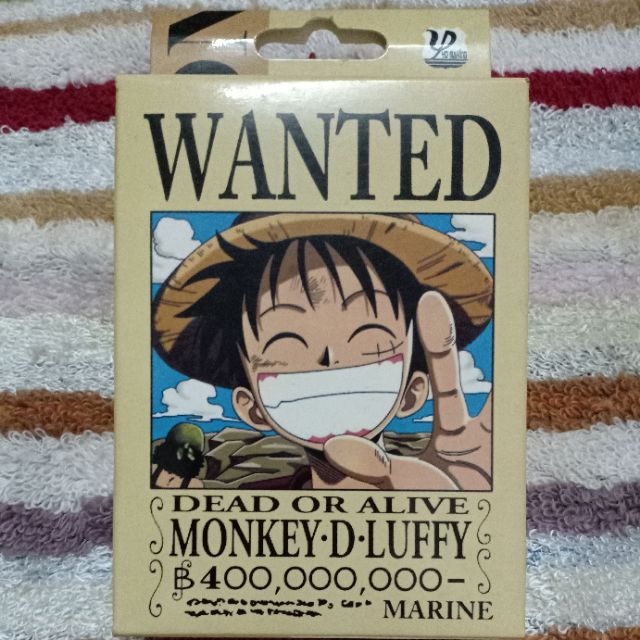 WANTED
DEAD OR ALIVE
MONKEY·D·LUFFY
฿400,000,000-
MARINE